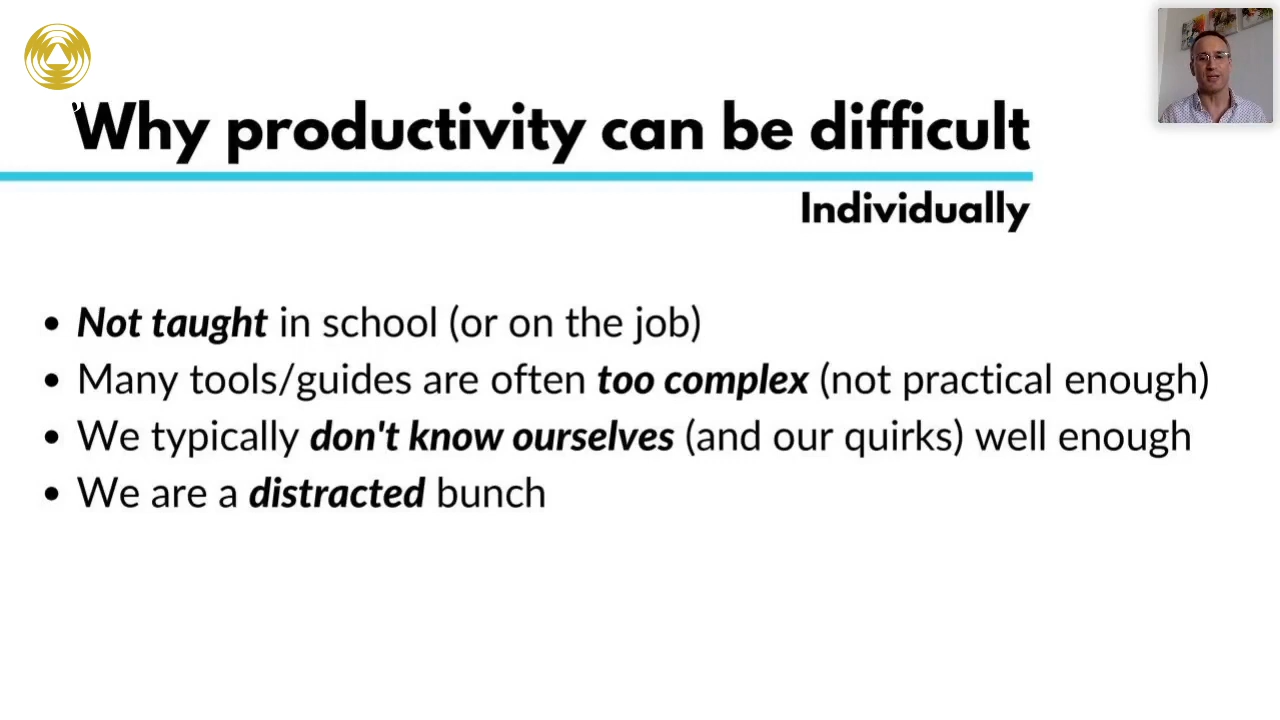 Why productivity can be difficult
Individually
• Not taught in school (or on the job)
• Many tools/guides are often too complex (not practical enough)
• We typically don't know ourselves (and our quirks) well enough
• We are a distracted bunch